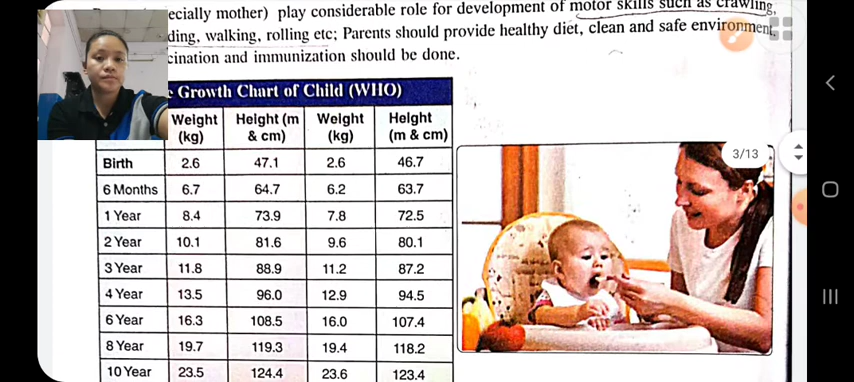 ecially mother) play considerable role for development of motor skills such as crawling,
ding, walking, rolling etc; Parents should provide healthy diet, clean and safe environment,
cination and immunization should be done.
e Growth Chart of Child (WHO)
Weight (kg) Height (m & cm) Weight (kg) Height (m & cm)
Birth 2.6 47.1 2.6 46.7
6 Months 6.7 64.7 6.2 63.7
1 Year 8.4 73.9 7.8 72.5
2 Year 10.1 81.6 9.6 80.1
3 Year 11.8 88.9 11.2 87.2
4 Year 13.5 96.0 12.9 94.5
6 Year 16.3 108.5 16.0 107.4
8 Year 19.7 119.3 19.4 118.2
10 Year 23.5 124.4 23.6 123.4
3/13